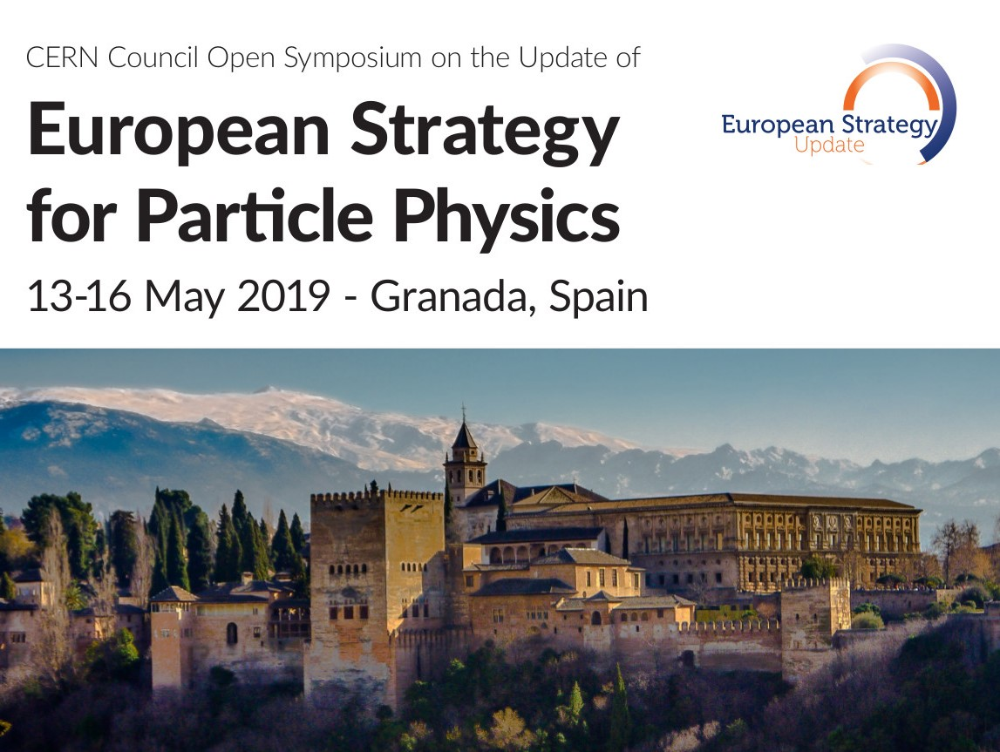 CERN Council Open Symposium on the Update of
European Strategy
for Particle Physics
13-16 May 2019 - Granada, Spain
European Strategy
Update